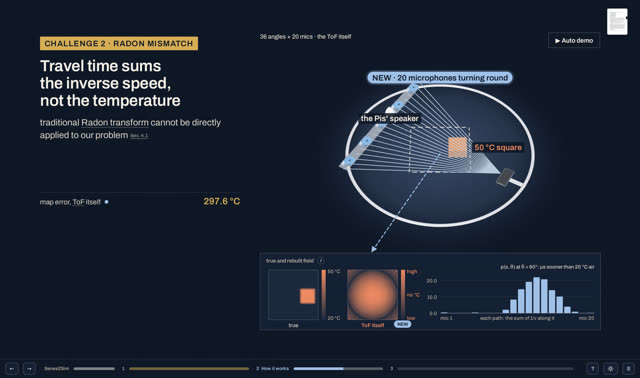 CHALLENGE 2 · RADON MISMATCH
Travel time sums
the inverse speed,
not the temperature
traditional Radon transform cannot be directly
applied to our problem Sec. 4.1
map error, ToF itself
297.6 °C
36 angles × 20 mics · the ToF itself
▶ Auto demo
NEW · 20 microphones turning round
the Pis' speaker
50 °C square
true and rebuilt field
50 °C
20 °C
true
high
no °C
low
ToF itself
NEW
p(s, θ) at θ = 60°: µs sooner than 20 °C air
20.0
10.0
0.0
mic 1
each path: the sum of 1/v along it
mic 20
← →
1
2 How it works
3
?